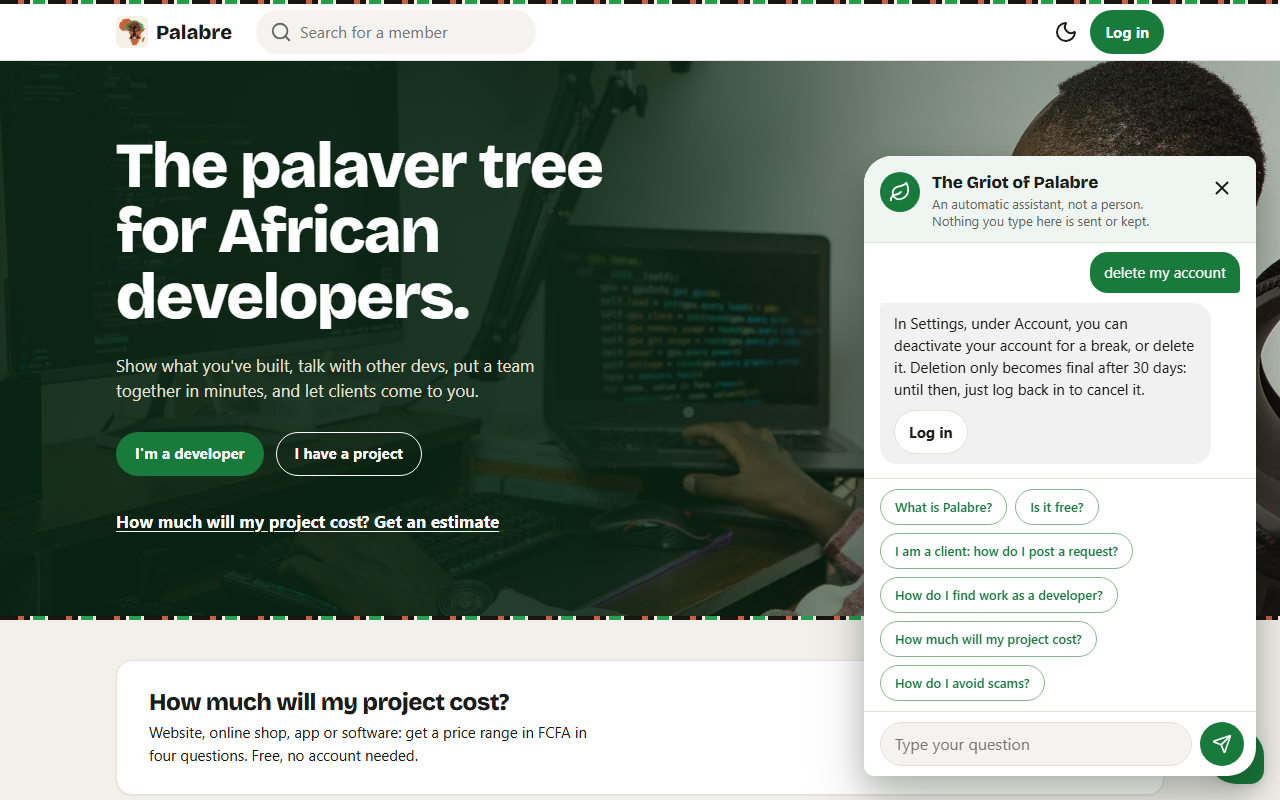 Palabre
Search for a member
Log in
The palaver tree
for African
developers.
Show what you've built, talk with other devs, put a team
together in minutes, and let clients come to you.
I'm a developer
I have a project
How much will my project cost? Get an estimate
How much will my project cost?
Website, online shop, app or software: get a price range in FCFA in
four questions. Free, no account needed.
The Griot of Palabre
An automatic assistant, not a person.
Nothing you type here is sent or kept.
delete my account
In Settings, under Account, you can
deactivate your account for a break, or delete
it. Deletion only becomes final after 30 days:
until then, just log back in to cancel it.
Log in
What is Palabre?
Is it free?
I am a client: how do I post a request?
How do I find work as a developer?
How much will my project cost?
How do I avoid scams?
Type your question